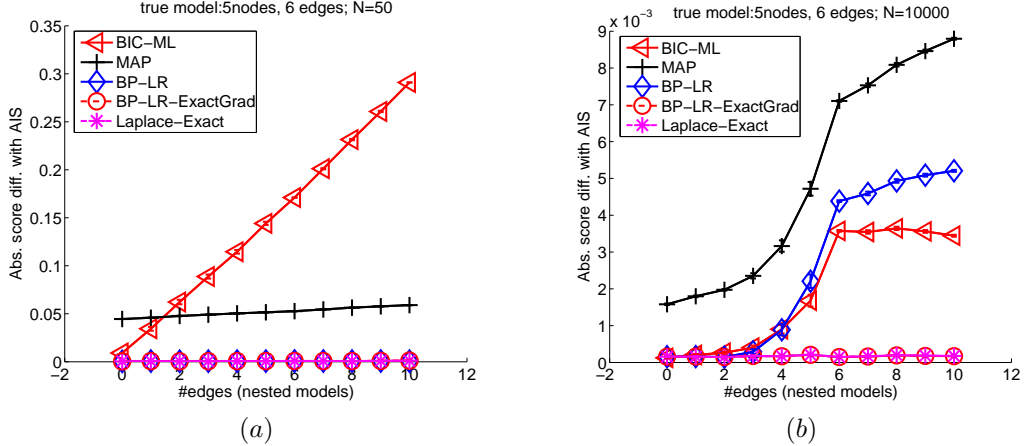 true model:5nodes, 6 edges; N=50
0.35
0.3
0.25
0.2
0.15
0.1
0.05
0
−2
0
2
4
6
8
10
12
Abs. score diff. with AIS
#edges (nested models)
BIC−ML
MAP
BP−LR
BP−LR−ExactGrad
Laplace−Exact
(a)
true model:5nodes, 6 edges; N=10000
x 10−3
9
8
7
6
5
4
3
2
1
0
−2
0
2
4
6
8
10
12
Abs. score diff. with AIS
#edges (nested models)
BIC−ML
MAP
BP−LR
BP−LR−ExactGrad
Laplace−Exact
(b)